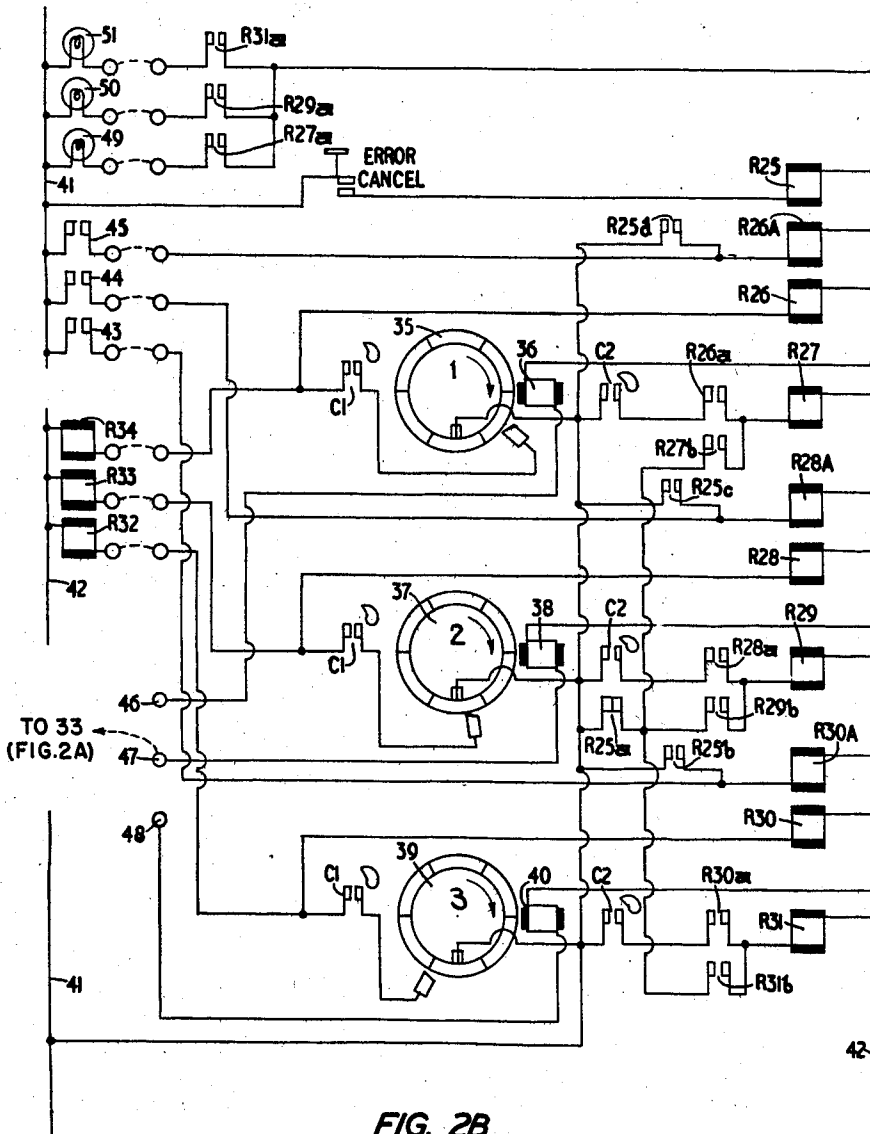 51
R31a
50
R29a
49
R27a
41
ERROR
CANCEL
R25
45
R25d
R26A
44
R26
43
35
1
36
C2
R26a
R27
C1
R34
R27b
R33
R25c
R28A
R32
R28
42
37
2
38
C2
R28a
R29
C1
46
R29b
TO 33
(FIG.2A)
47
R25a
R25b
R30A
48
R30
39
3
40
C1
C2
R30a
R31
41
R31b
42
FIG. 2B